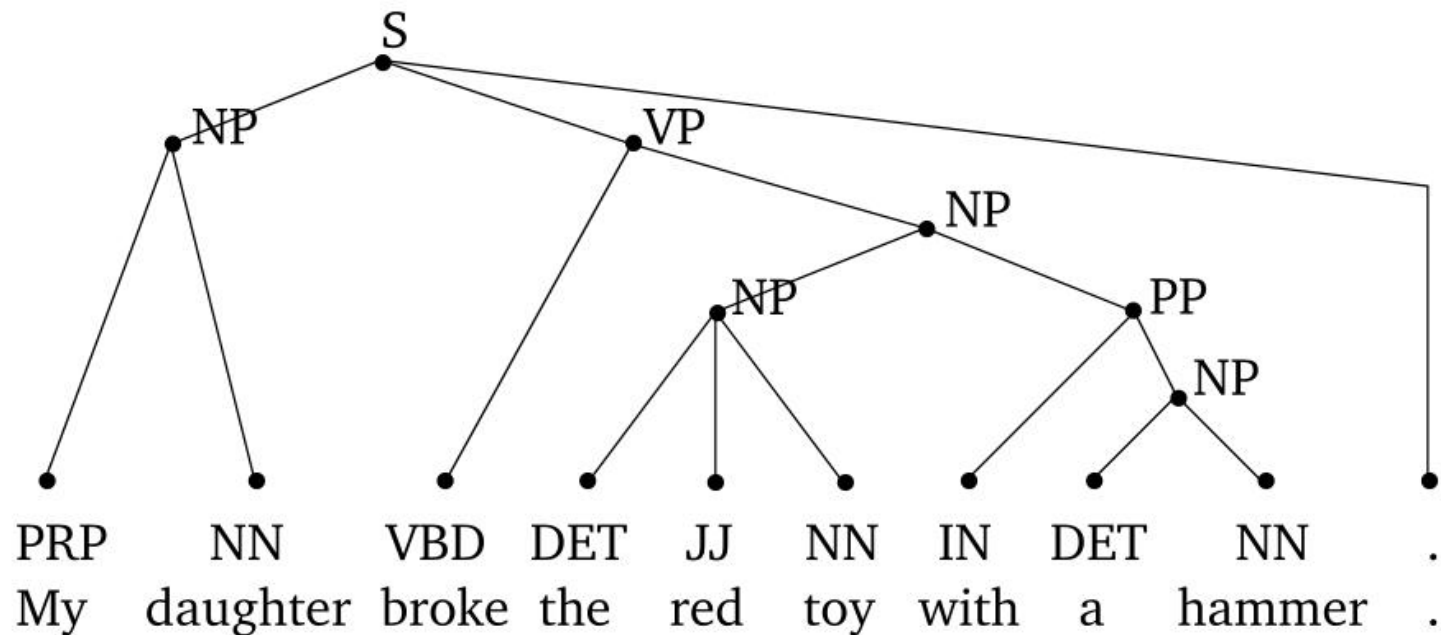 S
NP VP
NP
NP PP
NP
PRP NN VBD DET JJ NN IN DET NN .
My daughter broke the red toy with a hammer .